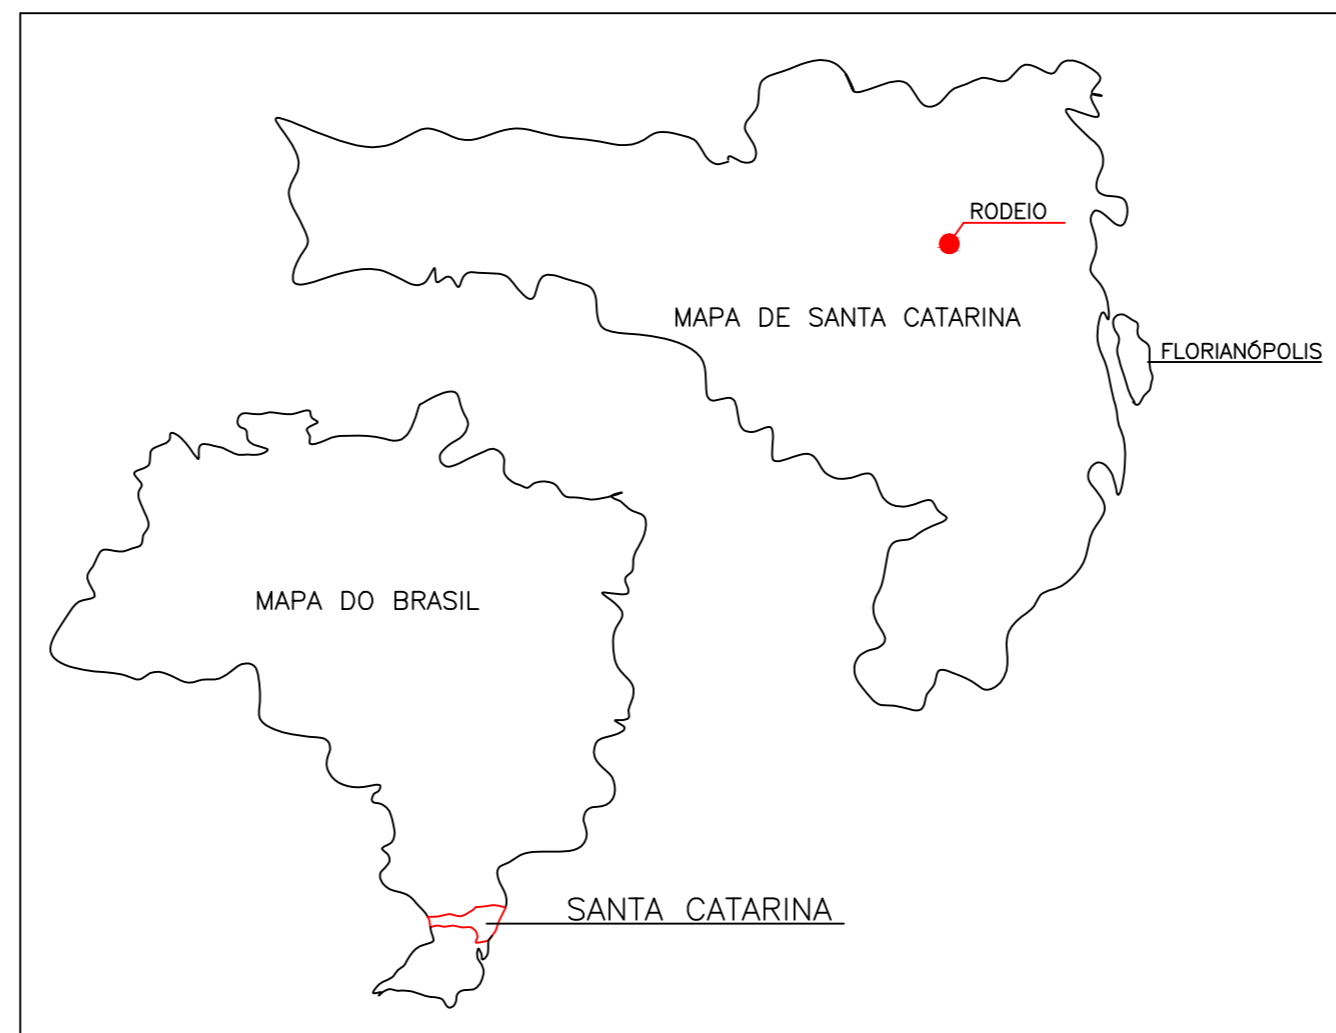 RODEIO
MAPA DE SANTA CATARINA
FLORIANÓPOLIS
MAPA DO BRASIL
SANTA CATARINA